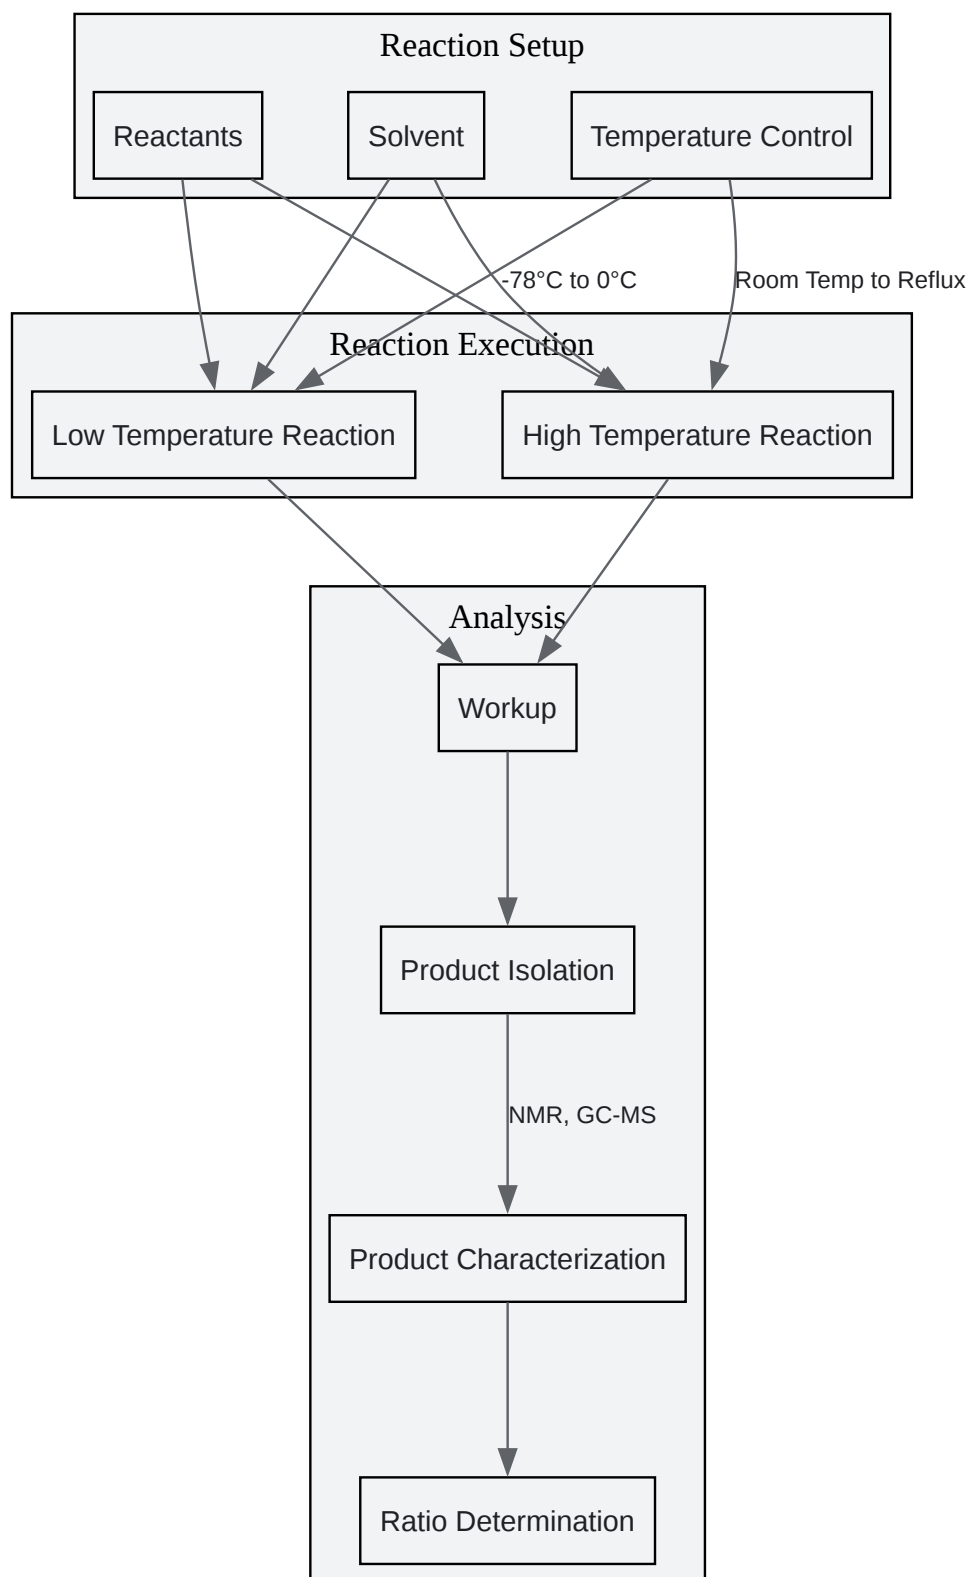 Reaction Setup
Reactants
Solvent
Temperature Control
-78°C to 0°C
Room Temp to Reflux
Reaction Execution
Low Temperature Reaction
High Temperature Reaction
Analysis
Workup
Product Isolation
NMR, GC-MS
Product Characterization
Ratio Determination